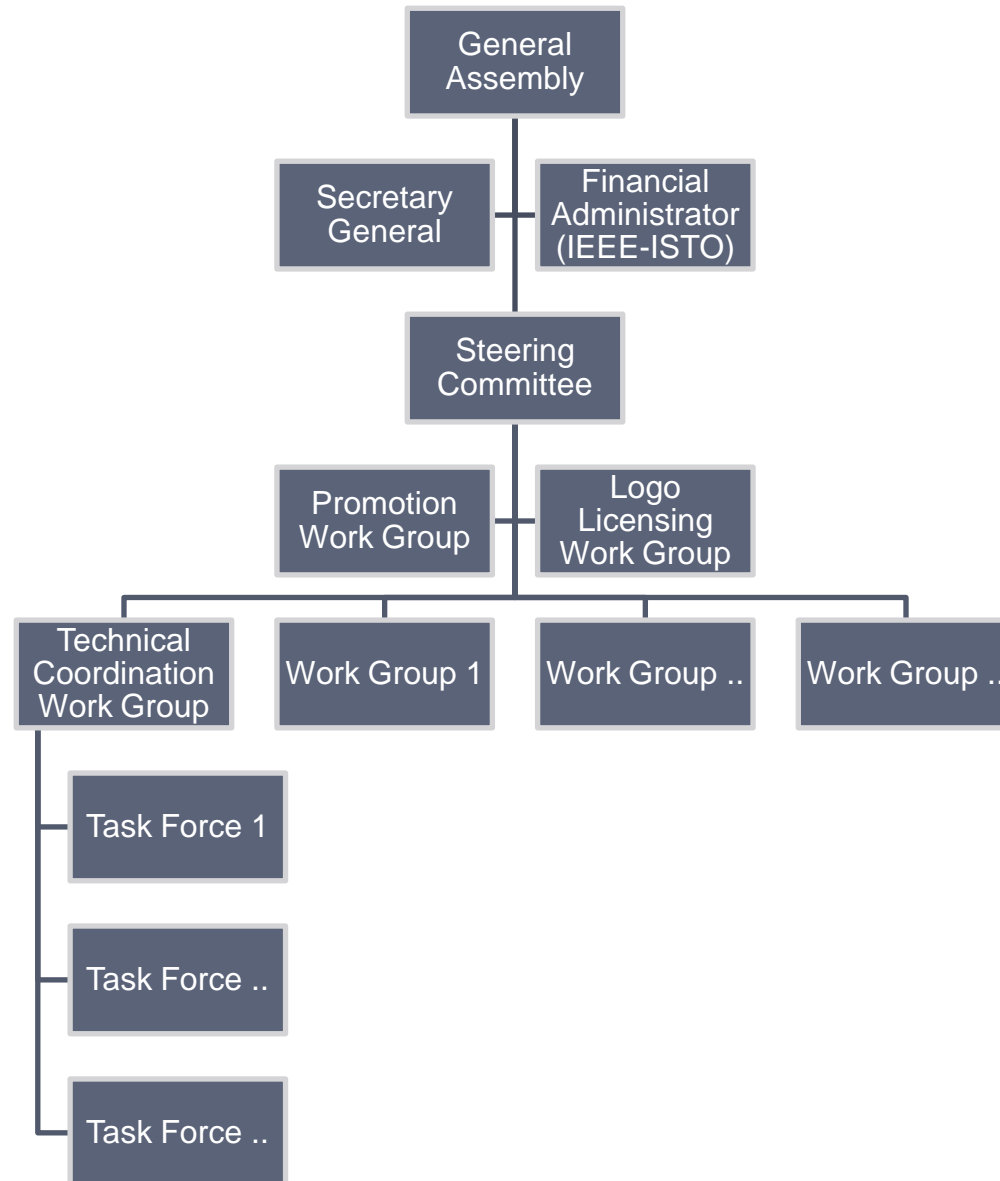 General
Assembly
Secretary
General
Financial
Administrator
(IEEE-ISTO)
Steering
Committee
Promotion
Work Group
Logo
Licensing
Work Group
Technical
Coordination
Work Group
Work Group 1
Work Group ..
Work Group ..
Task Force 1
Task Force ..
Task Force ..